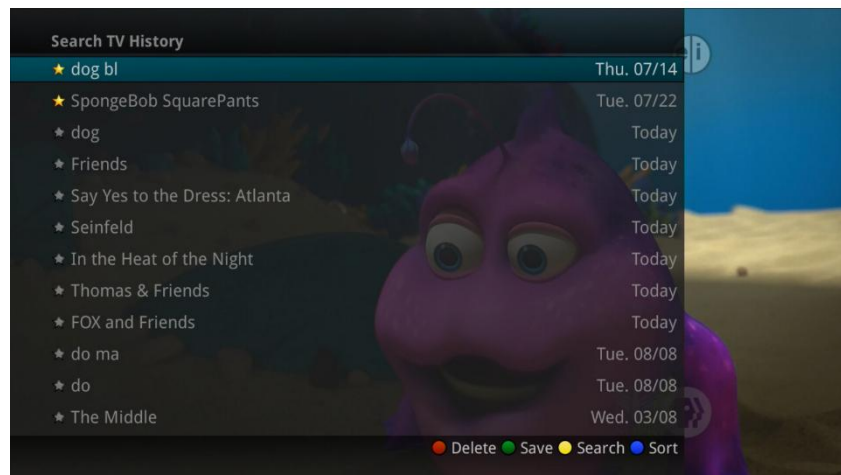 Search TV History
dog bl Thu. 07/14
SpongeBob SquarePants Tue. 07/22
dog Today
Friends Today
Say Yes to the Dress: Atlanta Today
Seinfeld Today
In the Heat of the Night Today
Thomas & Friends Today
FOX and Friends Today
do ma Tue. 08/08
do Tue. 08/08
The Middle Wed. 03/08
Delete Save Search Sort